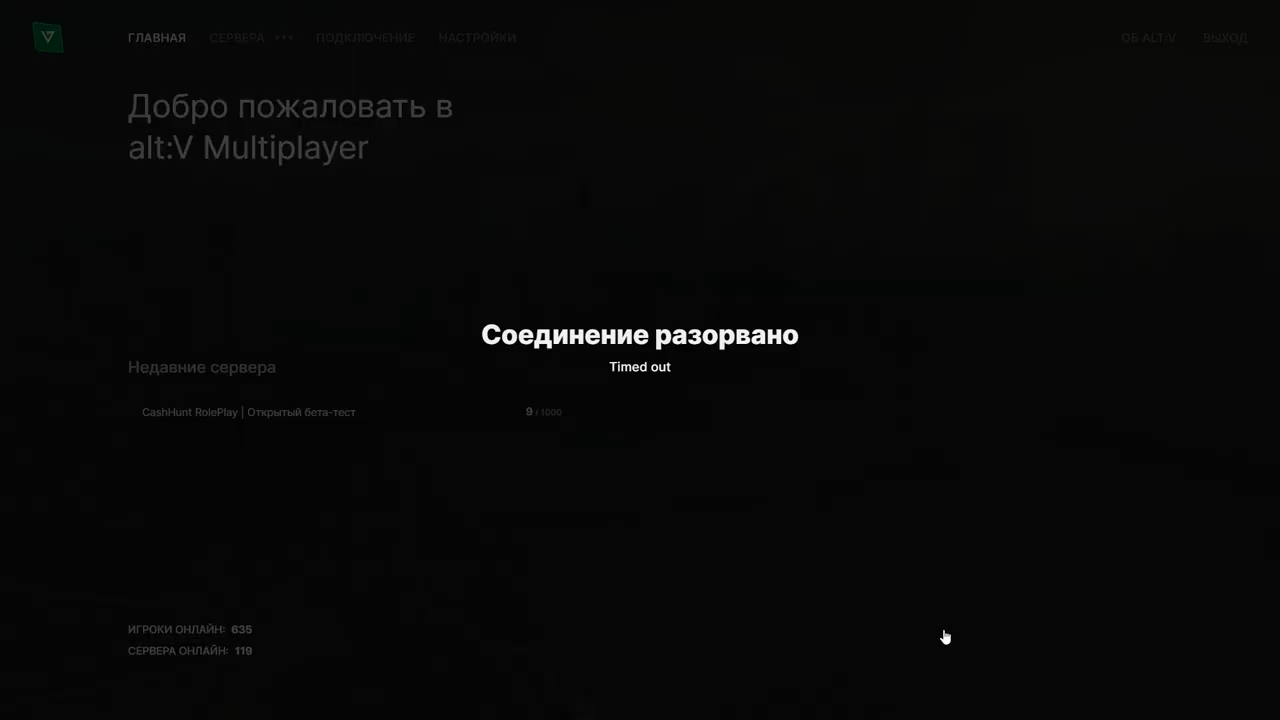 ГЛАВНАЯ СЕРВЕРА ••• ПОДКЛЮЧЕНИЕ НАСТРОЙКИ ОБ ALT:V ВЫХОД
Добро пожаловать в
alt:V Multiplayer
Соединение разорвано
Timed out
Недавние сервера
CashHunt RolePlay | Открытый бета-тест 9 / 1000
ИГРОКИ ОНЛАЙН: 635
СЕРВЕРА ОНЛАЙН: 119